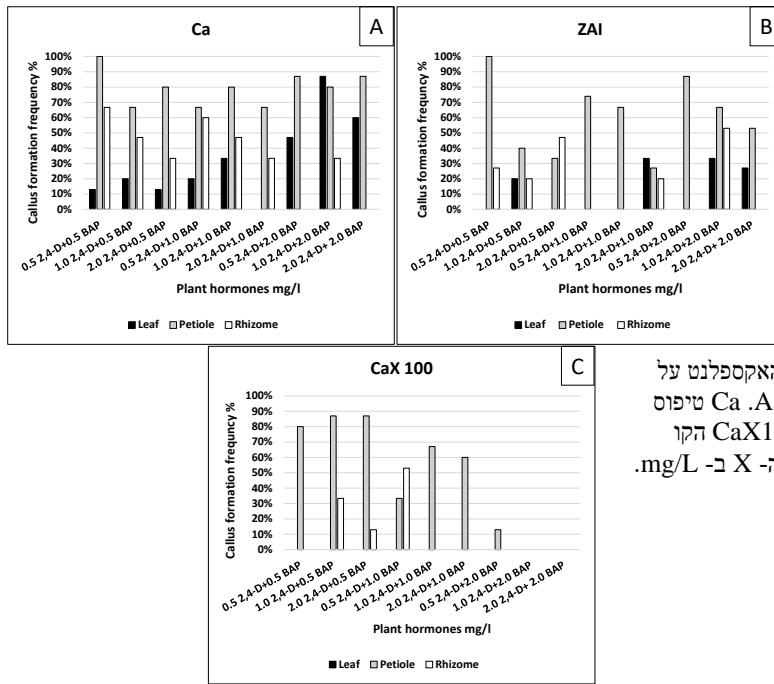 Ca
A
Callus formation frequency %
100%
90%
80%
70%
60%
50%
40%
30%
20%
10%
0%
0.5 2,4-D+0.5 BAP
1.0 2,4-D+0.5 BAP
2.0 2,4-D+0.5 BAP
0.5 2,4-D+1.0 BAP
1.0 2,4-D+1.0 BAP
2.0 2,4-D+1.0 BAP
0.5 2,4-D+2.0 BAP
1.0 2,4-D+2.0 BAP
2.0 2,4-D+ 2.0 BAP
Plant hormones mg/l
Leaf Petiole Rhizome
ZAI
B
Callus formation frequency %
100%
90%
80%
70%
60%
50%
40%
30%
20%
10%
0%
0.5 2,4-D+0.5 BAP
1.0 2,4-D+0.5 BAP
2.0 2,4-D+0.5 BAP
0.5 2,4-D+1.0 BAP
1.0 2,4-D+1.0 BAP
2.0 2,4-D+1.0 BAP
0.5 2,4-D+2.0 BAP
1.0 2,4-D+2.0 BAP
2.0 2,4-D+ 2.0 BAP
Plant hormones mg/l
Leaf Petiole Rhizome
CaX 100
C
Callus formation frequncy %
100%
90%
80%
70%
60%
50%
40%
30%
20%
10%
0%
0.5 2,4-D+0.5 BAP
1.0 2,4-D+0.5 BAP
2.0 2,4-D+0.5 BAP
0.5 2,4-D+1.0 BAP
1.0 2,4-D+1.0 BAP
2.0 2,4-D+1.0 BAP
0.5 2,4-D+2.0 BAP
1.0 2,4-D+2.0 BAP
2.0 2,4-D+ 2.0 BAP
Plant hormones mg/l
Leaf Petiole Rhizome
האקספלנט על
Ca .A טיפוס
CaX1 הקו
ה- X ב- mg/L.